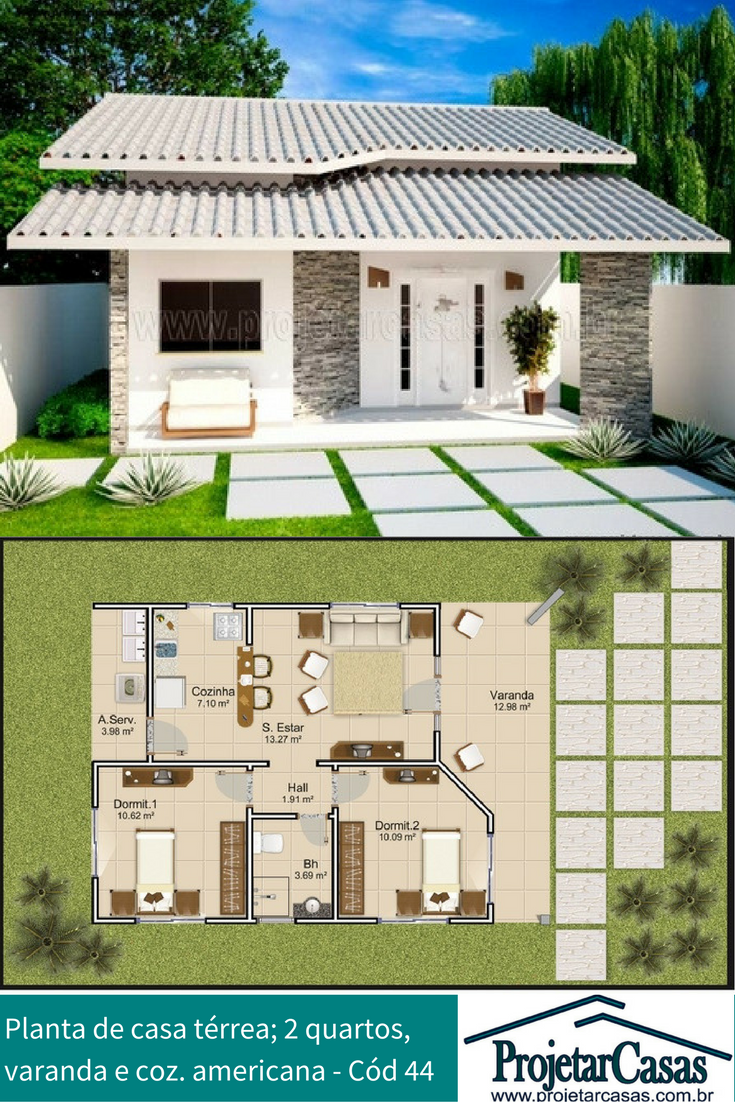 www.projetarcasas.com.br
Cozinha
7.10 m²
A.Serv.
3.98 m²
S. Estar
13.27 m²
Varanda
12.98 m²
Hall
1.91 m²
Dormit.1
10.62 m²
Dormit.2
10.09 m²
Bh
3.69 m²
Planta de casa térrea; 2 quartos,
varanda e coz. americana - Cód 44
ProjetarCasas
www.projetarcasas.com.br